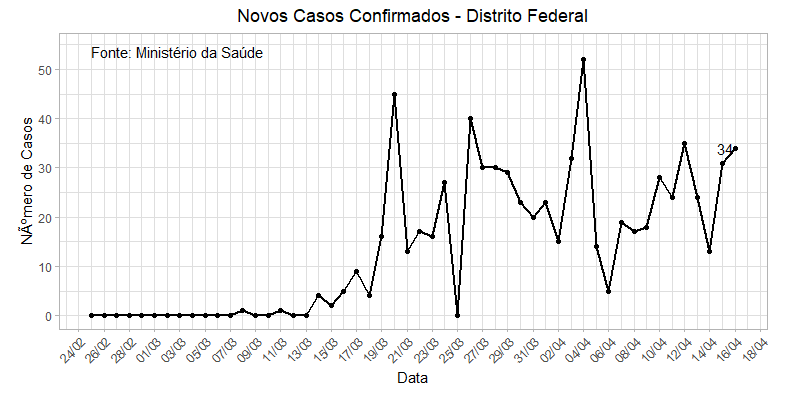 Novos Casos Confirmados - Distrito Federal
Fonte: Ministério da Saúde
NÃºmero de Casos
50
40
30
20
10
0
34
24/02 26/02 28/02 01/03 03/03 05/03 07/03 09/03 11/03 13/03 15/03 17/03 19/03 21/03 23/03 25/03 27/03 29/03 31/03 02/04 04/04 06/04 08/04 10/04 12/04 14/04 16/04 18/04
Data